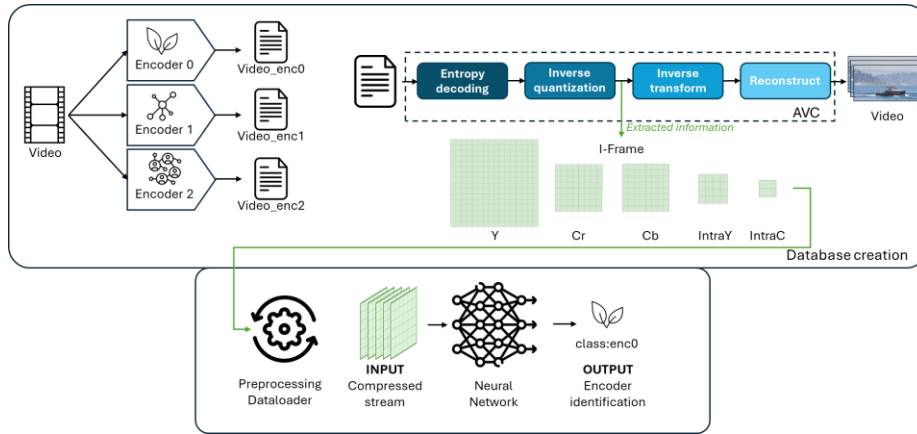 Video
Encoder 0
Encoder 1
Encoder 2
Video_enc0
Video_enc1
Video_enc2
Entropy
decoding
Inverse
quantization
Inverse
transform
Reconstruct
AVC
Video
Extracted information
I-Frame
Y
Cr
Cb
IntraY
IntraC
Database creation
Preprocessing
Dataloader
INPUT
Compressed
stream
Neural
Network
class:enc0
OUTPUT
Encoder
identification